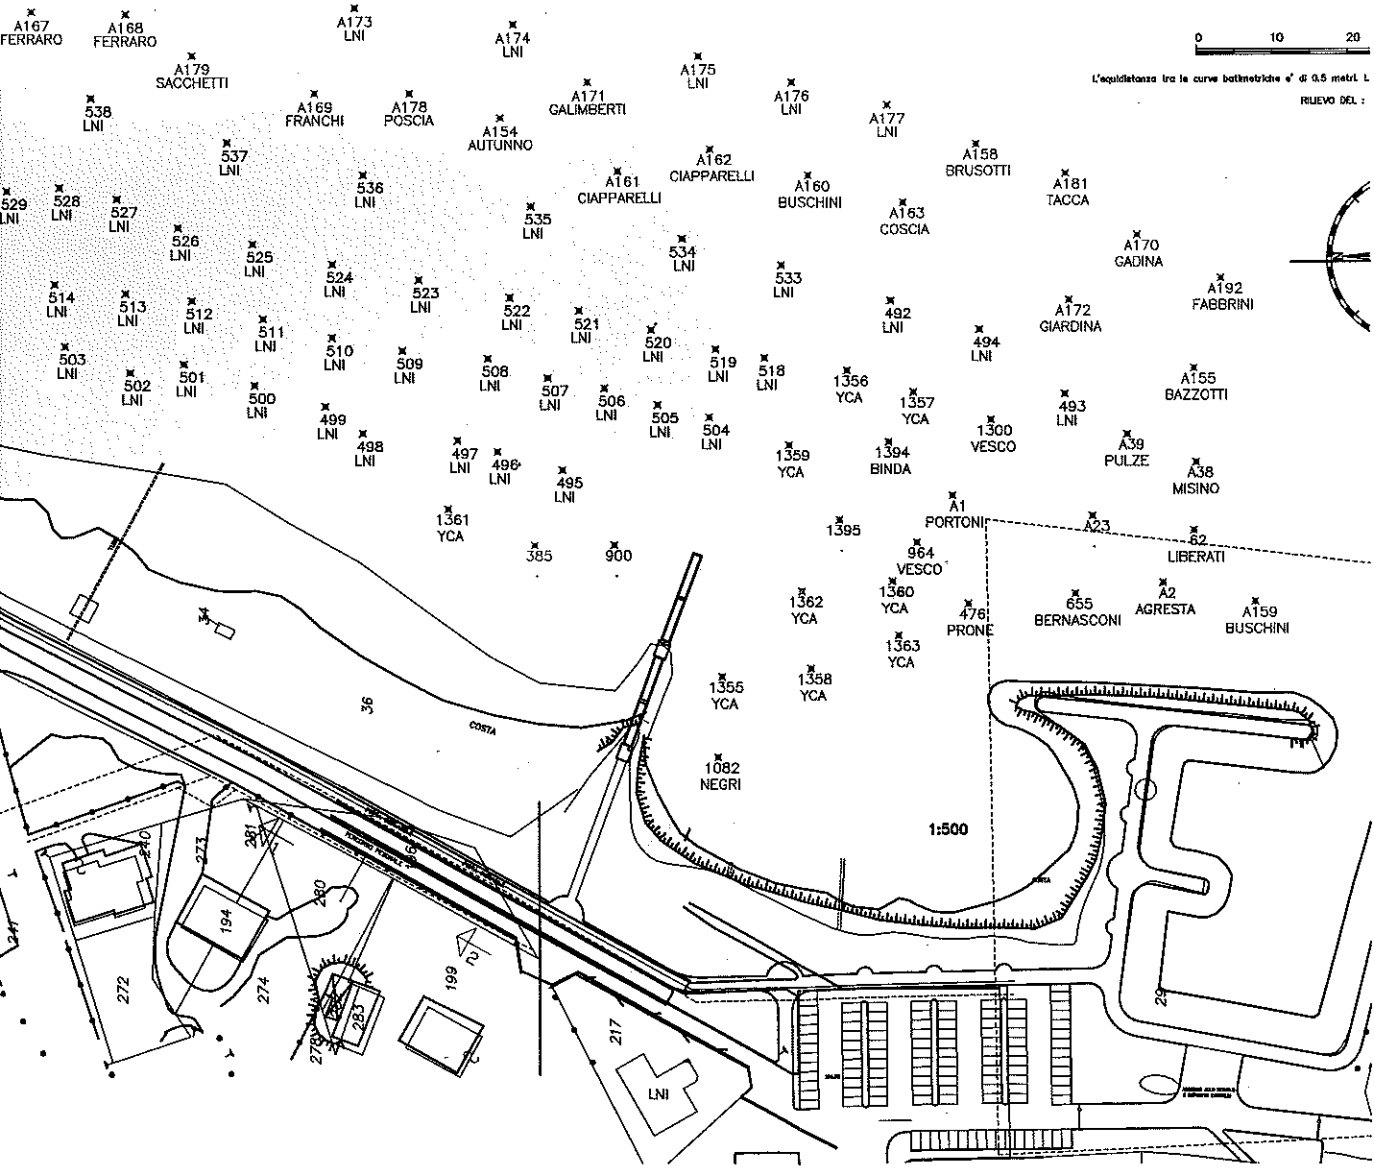 A167
FERRARO
A168
FERRARO
A173
LNI
A174
LNI
0 10 20
A179
SACCHETTI
A175
LNI
L'equidistanza tra le curve batimetriche e' di 0.5 metri. L
RILIEVO DEL :
538
LNI
A169
FRANCHI
A178
POSCIA
A171
GALIMBERTI
A176
LNI
A177
LNI
A154
AUTUNNO
537
LNI
A162
CIAPPARELLI
A158
BRUSOTTI
536
LNI
A161
CIAPPARELLI
A160
BUSCHINI
A181
TACCA
529
LNI
528
LNI
527
LNI
535
LNI
A163
COSCIA
526
LNI
525
LNI
534
LNI
A170
GADINA
524
LNI
523
LNI
533
LNI
A192
FABBRINI
514
LNI
513
LNI
512
LNI
522
LNI
492
LNI
A172
GIARDINA
511
LNI
521
LNI
510
LNI
520
LNI
494
LNI
503
LNI
509
LNI
508
LNI
519
LNI
518
LNI
502
LNI
501
LNI
507
LNI
1356
YCA
A155
BAZZOTTI
500
LNI
506
LNI
1357
YCA
493
LNI
499
LNI
505
LNI
504
LNI
1300
VESCO
498
LNI
497
LNI
496
LNI
1359
YCA
1394
BINDA
A39
PULZE
495
LNI
A38
MISINO
1361
YCA
A1
PORTONI
1395
A23
385
900
964
VESCO
62
LIBERATI
1362
YCA
1360
YCA
476
PRONE
655
BERNASCONI
A2
AGRESTA
A159
BUSCHINI
34
1363
YCA
1355
YCA
1358
YCA
36
COSTA
1082
NEGRI
1:500
240
273
281
280
194
COSTA
272
274
199
283
278
217
241
29
LNI